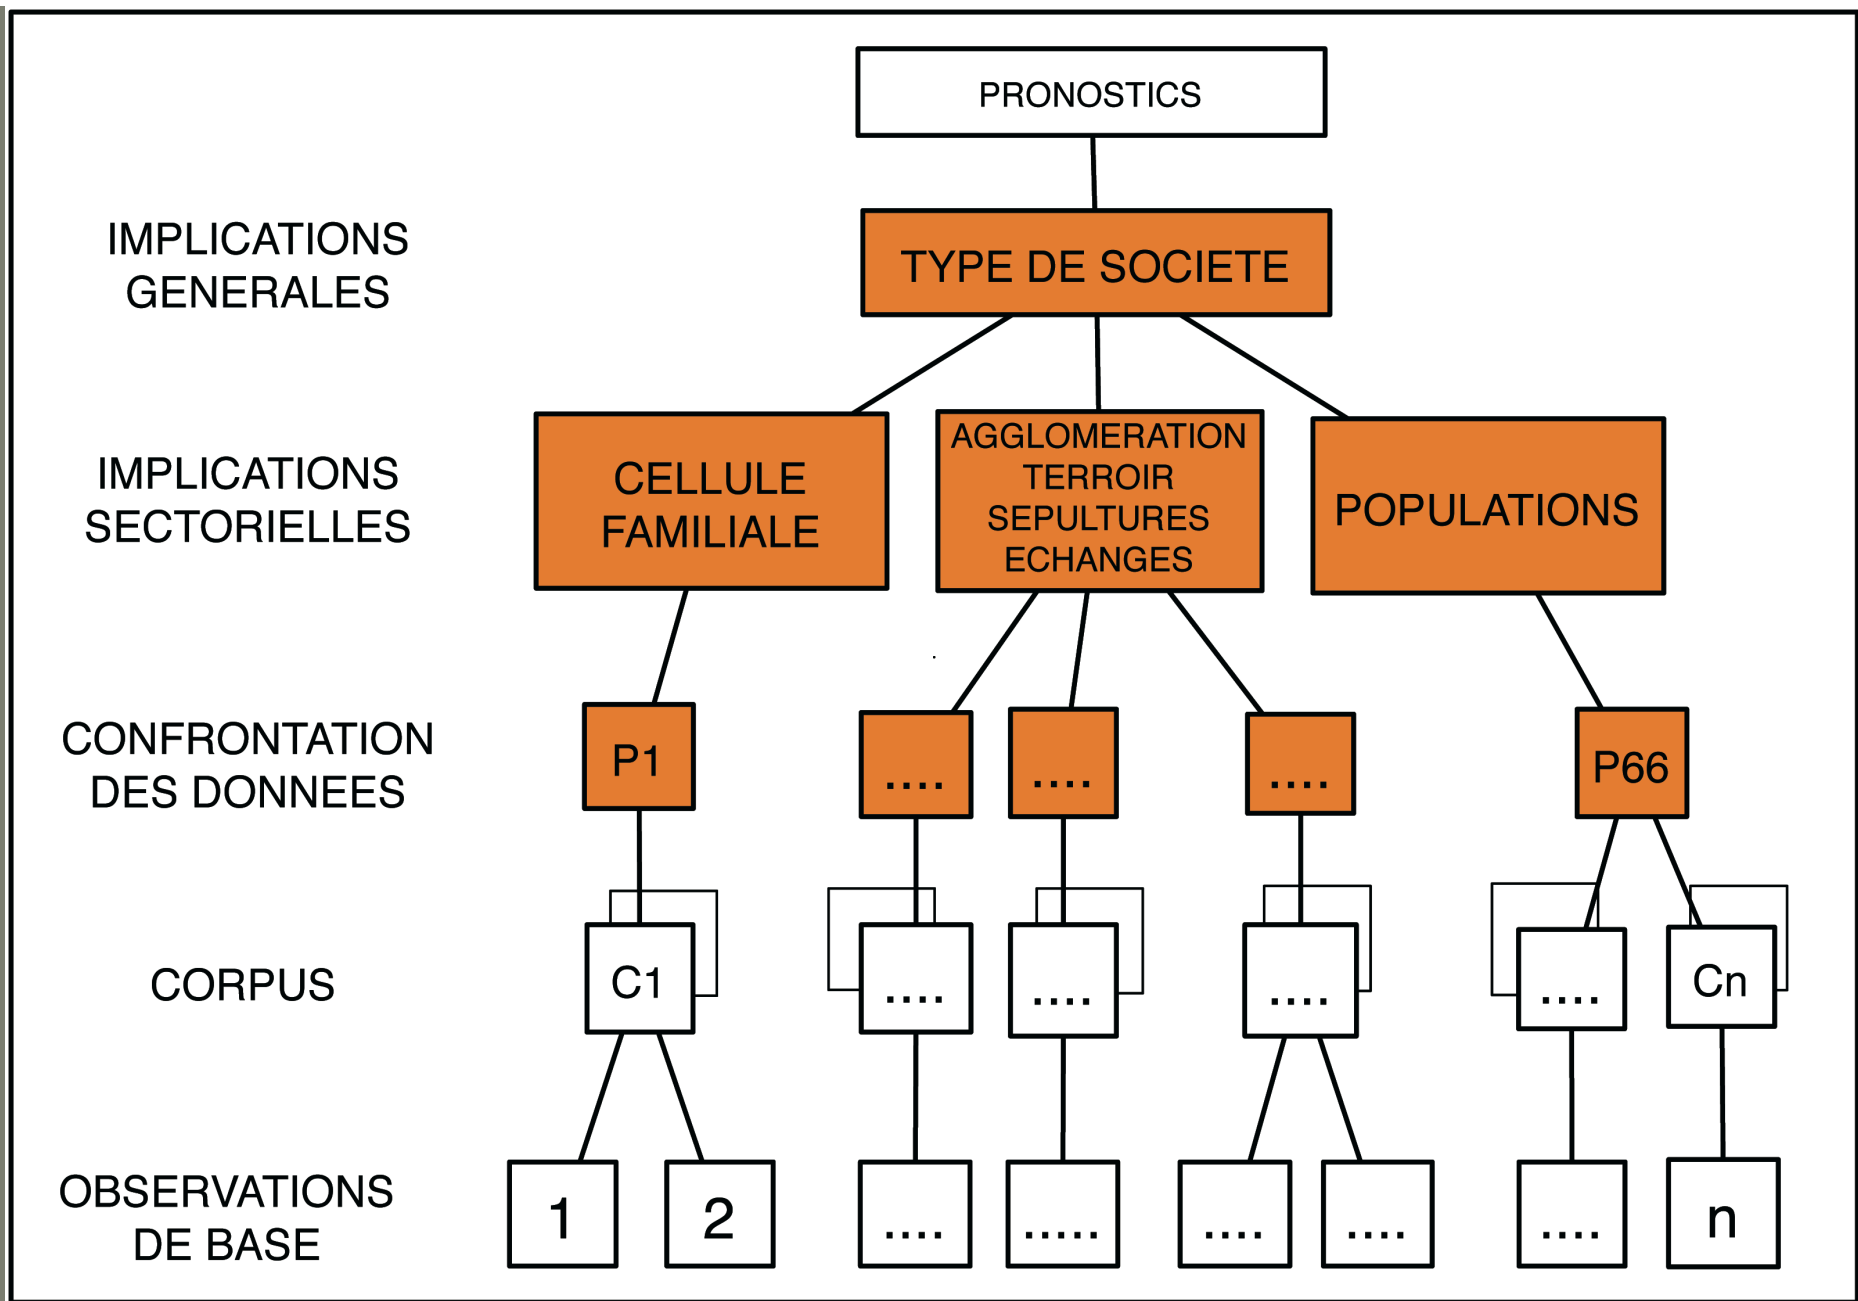 PRONOSTICS
IMPLICATIONS
GENERALES
TYPE DE SOCIETE
IMPLICATIONS
SECTORIELLES
CELLULE
FAMILIALE
AGGLOMERATION
TERROIR
SEPULTURES
ECHANGES
POPULATIONS
CONFRONTATION
DES DONNEES
P1
....
....
....
P66
CORPUS
C1
....
....
....
....
Cn
OBSERVATIONS
DE BASE
1
2
....
.....
....
....
....
n